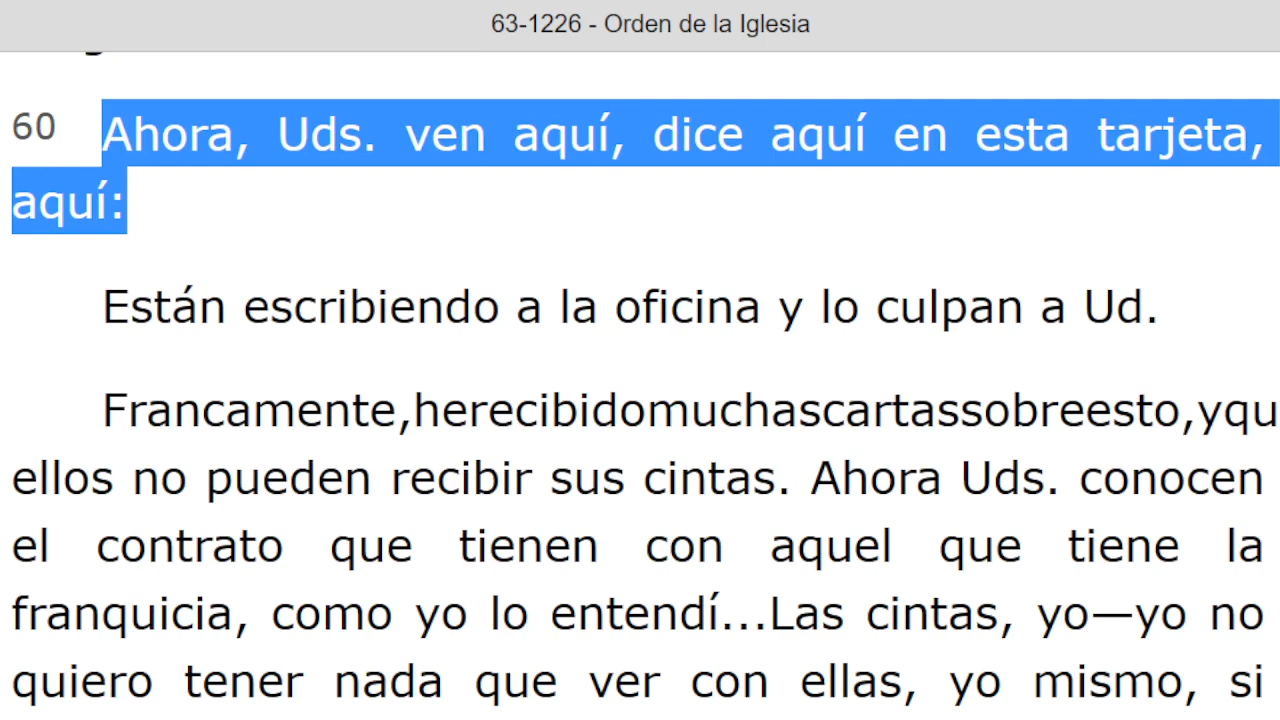 63-1226 - Orden de la Iglesia
60 Ahora, Uds. ven aquí, dice aquí en esta tarjeta,
aquí:
Están escribiendo a la oficina y lo culpan a Ud.
Francamente,herecibidomuchascartassobreesto,yqu
ellos no pueden recibir sus cintas. Ahora Uds. conocen
el contrato que tienen con aquel que tiene la
franquicia, como yo lo entendí...Las cintas, yo—yo no
quiero tener nada que ver con ellas, yo mismo, si